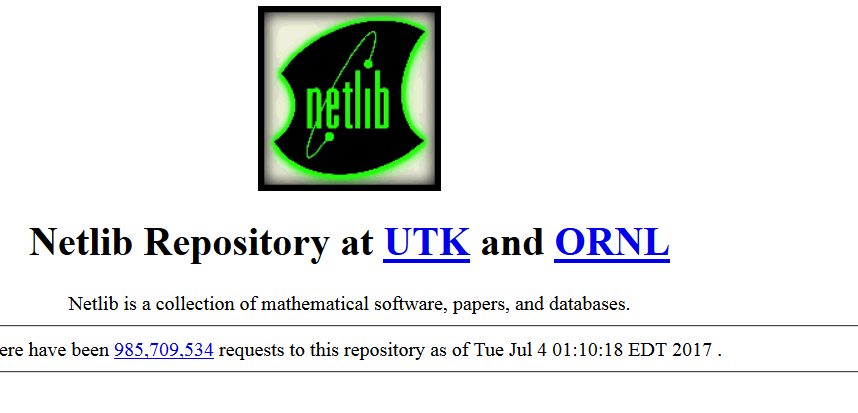 netlib
Netlib Repository at UTK and ORNL
Netlib is a collection of mathematical software, papers, and databases.
ere have been 985,709,534 requests to this repository as of Tue Jul 4 01:10:18 EDT 2017 .